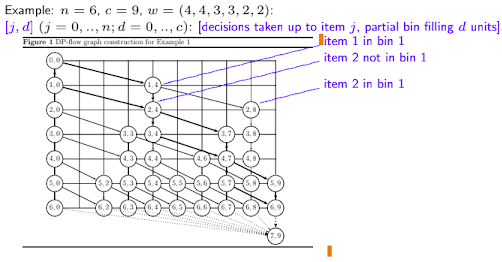 Example: n = 6, c = 9, w = (4, 4, 3, 3, 2, 2):
[j, d] (j = 0, .., n; d = 0, .., c): [decisions taken up to item j, partial bin filling d units]
Figure 1 DP-flow graph construction for Example 1
item 1 in bin 1
0,0
item 2 not in bin 1
1,0 1,4
item 2 in bin 1
2,0 2,4 2,8
3,0 3,3 3,4 3,7 3,8
4,0 4,3 4,4 4,6 4,7 4,8
5,0 5,2 5,3 5,4 5,5 5,6 5,7 5,8 5,9
6,0 6,2 6,3 6,4 6,5 6,6 6,7 6,8 6,9
7,9